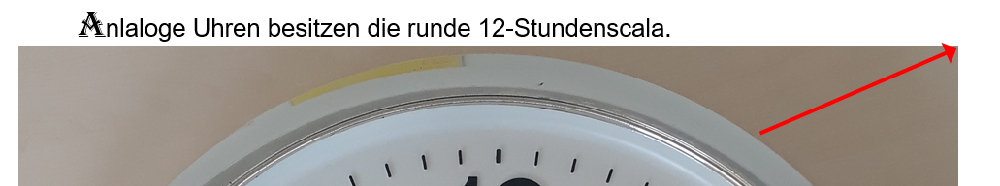 Anlaloge Uhren besitzen die runde 12-Stundenscala.